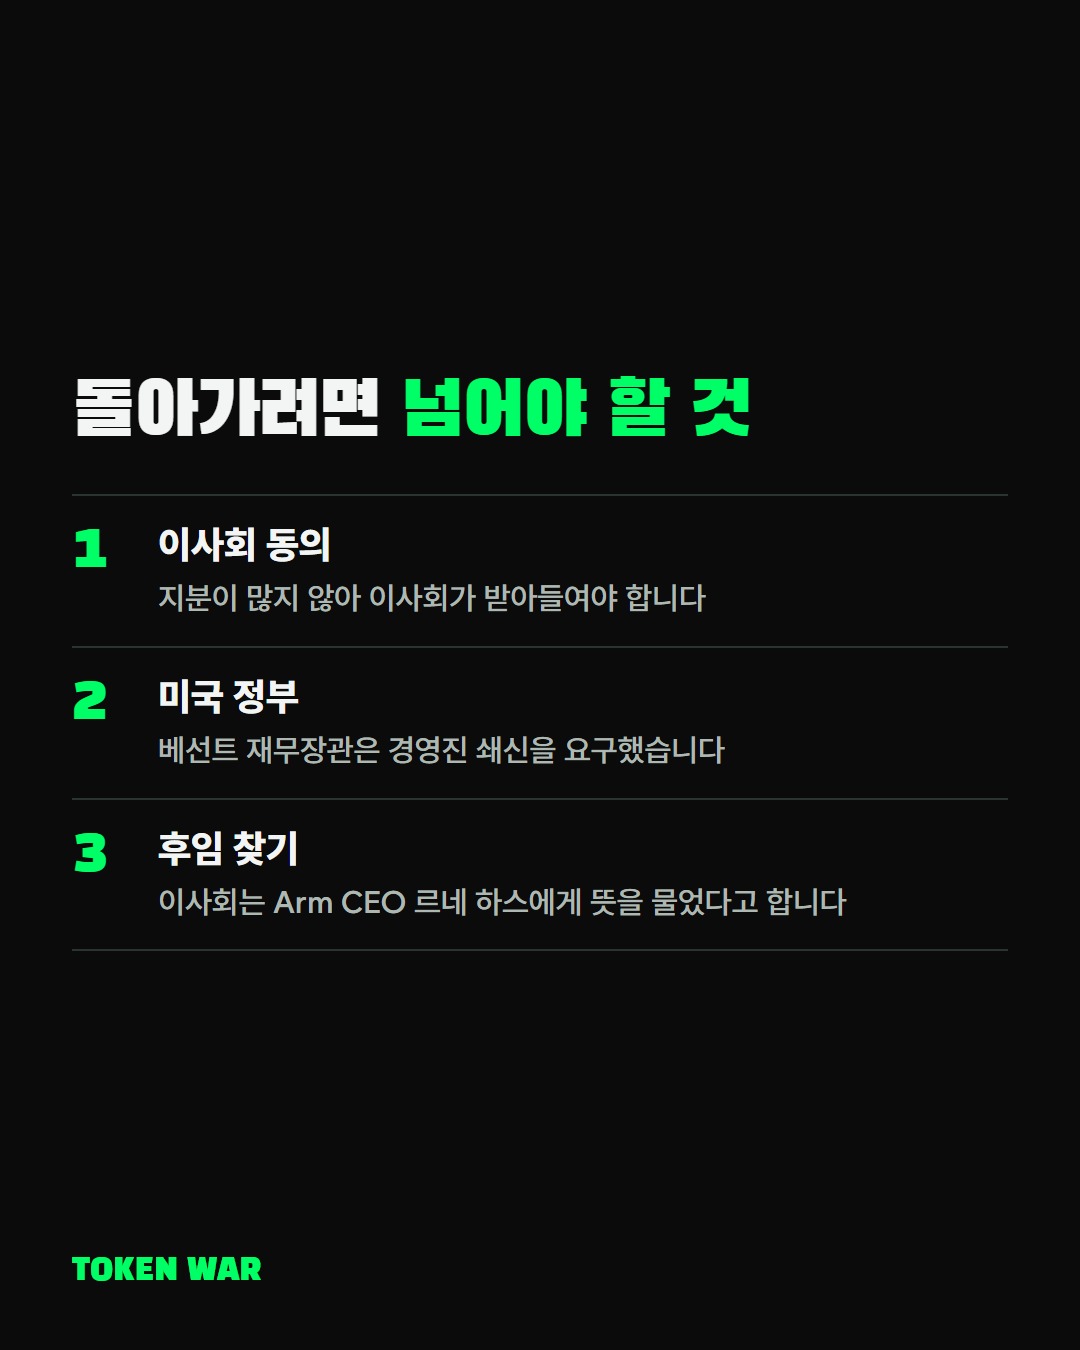 돌아가려면 넘어야 할 것
1
이사회 동의
지분이 많지 않아 이사회가 받아들여야 합니다
2
미국 정부
베선트 재무장관은 경영진 쇄신을 요구했습니다
3
후임 찾기
이사회는 Arm CEO 르네 하스에게 뜻을 물었다고 합니다
TOKEN WAR